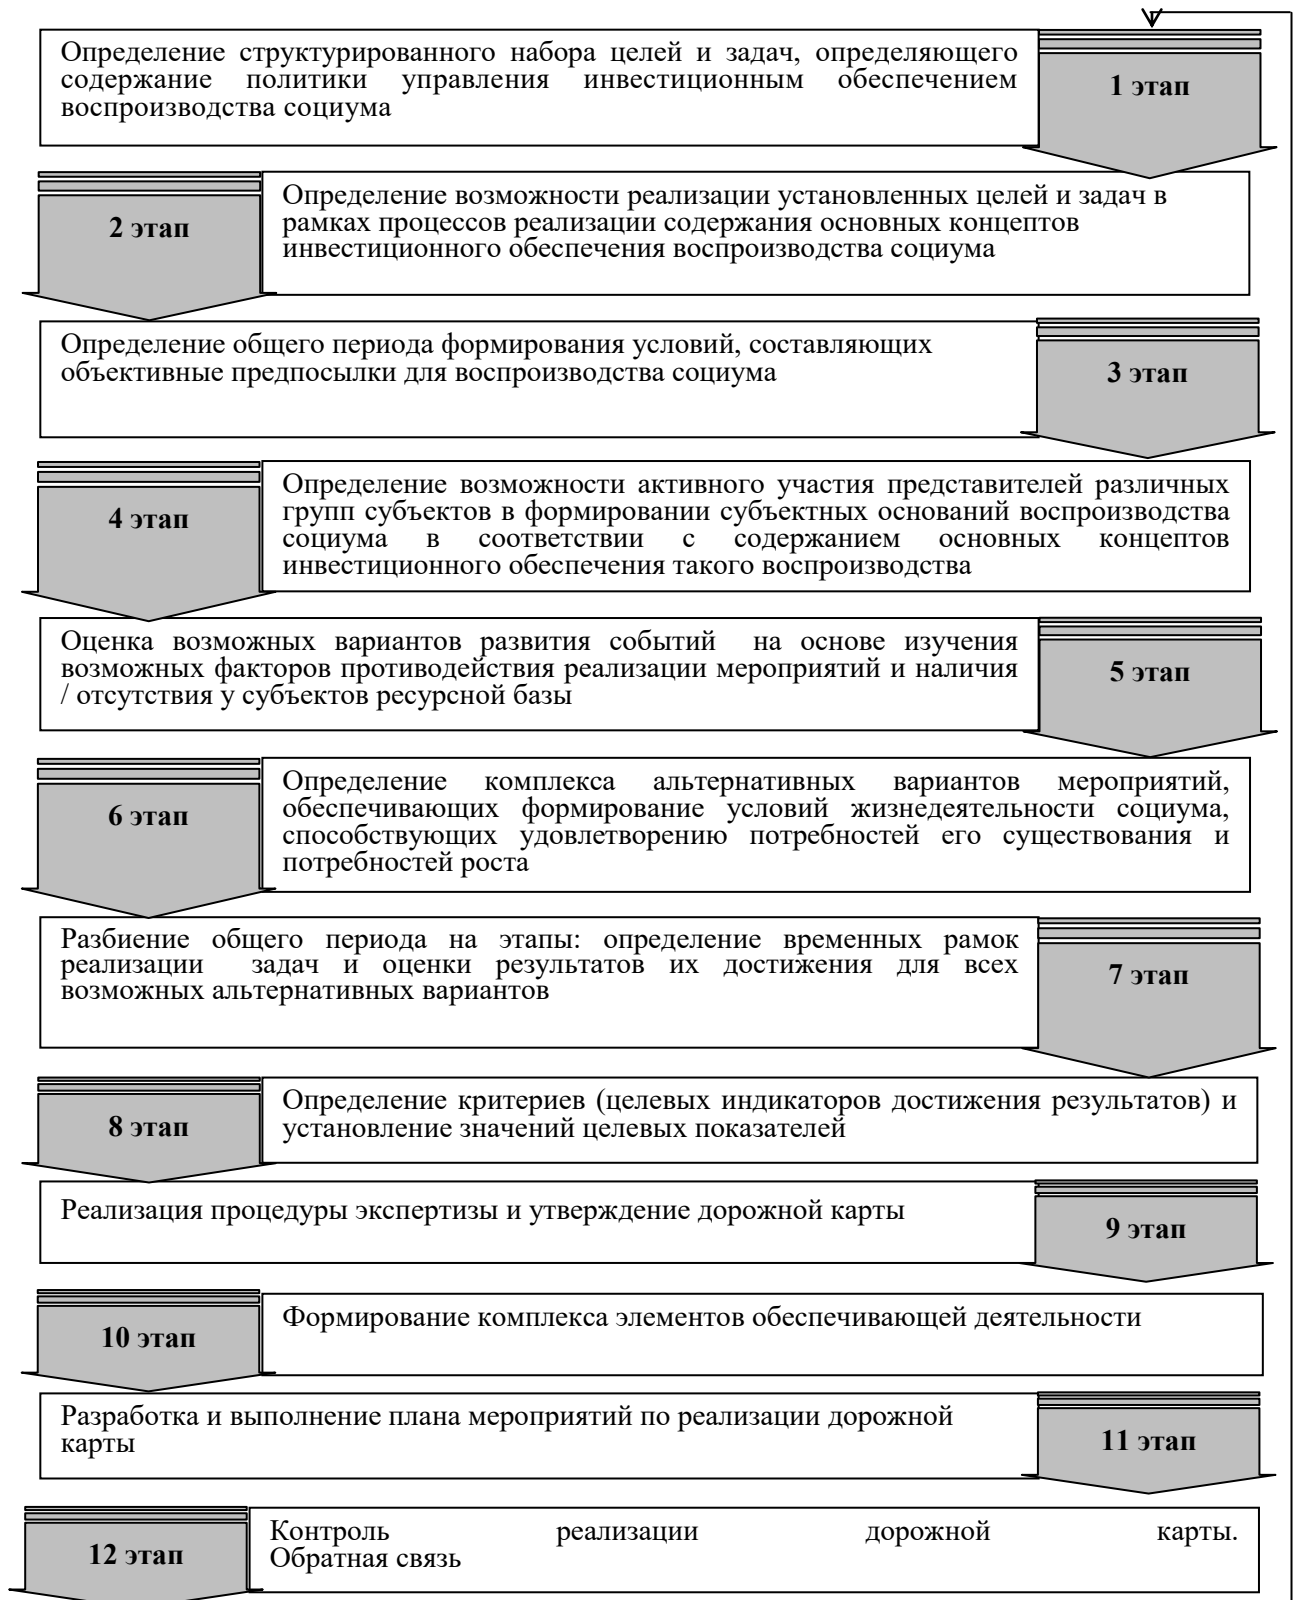 Определение структурированного набора целей и задач, определяющего
содержание политики управления инвестиционным обеспечением
воспроизводства социума
1 этап
2 этап
Определение возможности реализации установленных целей и задач в
рамках процессов реализации содержания основных концептов
инвестиционного обеспечения воспроизводства социума
Определение общего периода формирования условий, составляющих
объективные предпосылки для воспроизводства социума
3 этап
4 этап
Определение возможности активного участия представителей различных
групп субъектов в формировании субъектных оснований воспроизводства
социума в соответствии с содержанием основных концептов
инвестиционного обеспечения такого воспроизводства
Оценка возможных вариантов развития событий на основе изучения
возможных факторов противодействия реализации мероприятий и наличия
/ отсутствия у субъектов ресурсной базы
5 этап
6 этап
Определение комплекса альтернативных вариантов мероприятий,
обеспечивающих формирование условий жизнедеятельности социума,
способствующих удовлетворению потребностей его существования и
потребностей роста
Разбиение общего периода на этапы: определение временных рамок
реализации задач и оценки результатов их достижения для всех
возможных альтернативных вариантов
7 этап
8 этап
Определение критериев (целевых индикаторов достижения результатов) и
установление значений целевых показателей
Реализация процедуры экспертизы и утверждение дорожной карты
9 этап
10 этап
Формирование комплекса элементов обеспечивающей деятельности
Разработка и выполнение плана мероприятий по реализации дорожной
карты
11 этап
12 этап
Контроль реализации дорожной карты.
Обратная связь